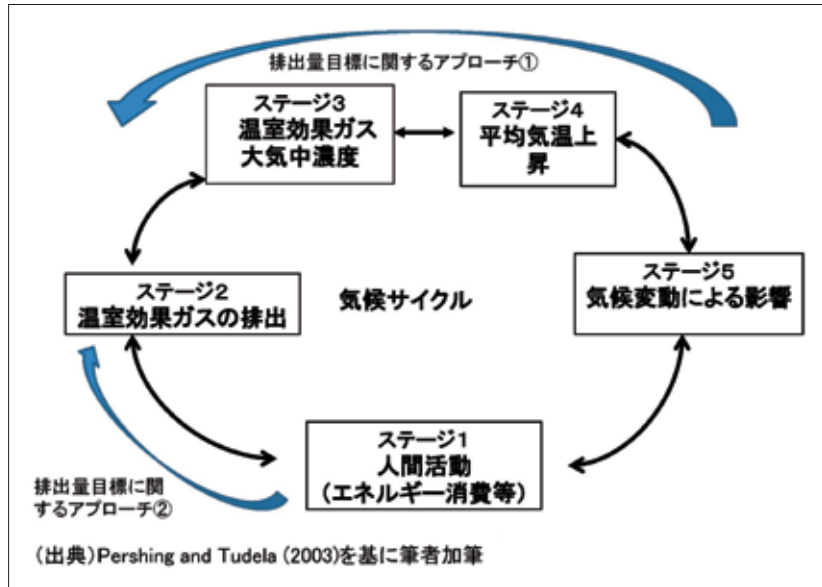 排出量目標に関するアプローチ①
ステージ3
温室効果ガス
大気中濃度
ステージ4
平均気温上
昇
ステージ2
温室効果ガスの排出
気候サイクル
ステージ5
気候変動による影響
ステージ1
人間活動
(エネルギー消費等)
排出量目標に関
するアプローチ②
(出典)Pershing and Tudela (2003)を基に筆者加筆